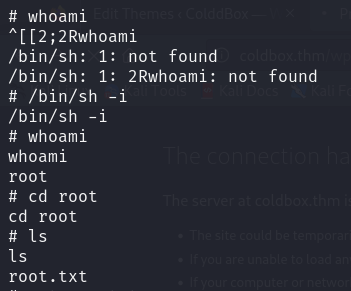 Edit Themes ‹ ColddBox —
# whoami
^[[2;2Rwhoami
/bin/sh: 1: not found
coldbox.thm
/bin/sh: 1: 2Rwhoami: not found
Kali Tools
Kali Docs
# /bin/sh -i
/bin/sh -i
# whoami
whoami
The connection ha
root
The server at coldbox.thm is
# cd root
cd root
# ls
The site could be temporar
ls
If you are unable to load an
root.txt
If your computer or networ